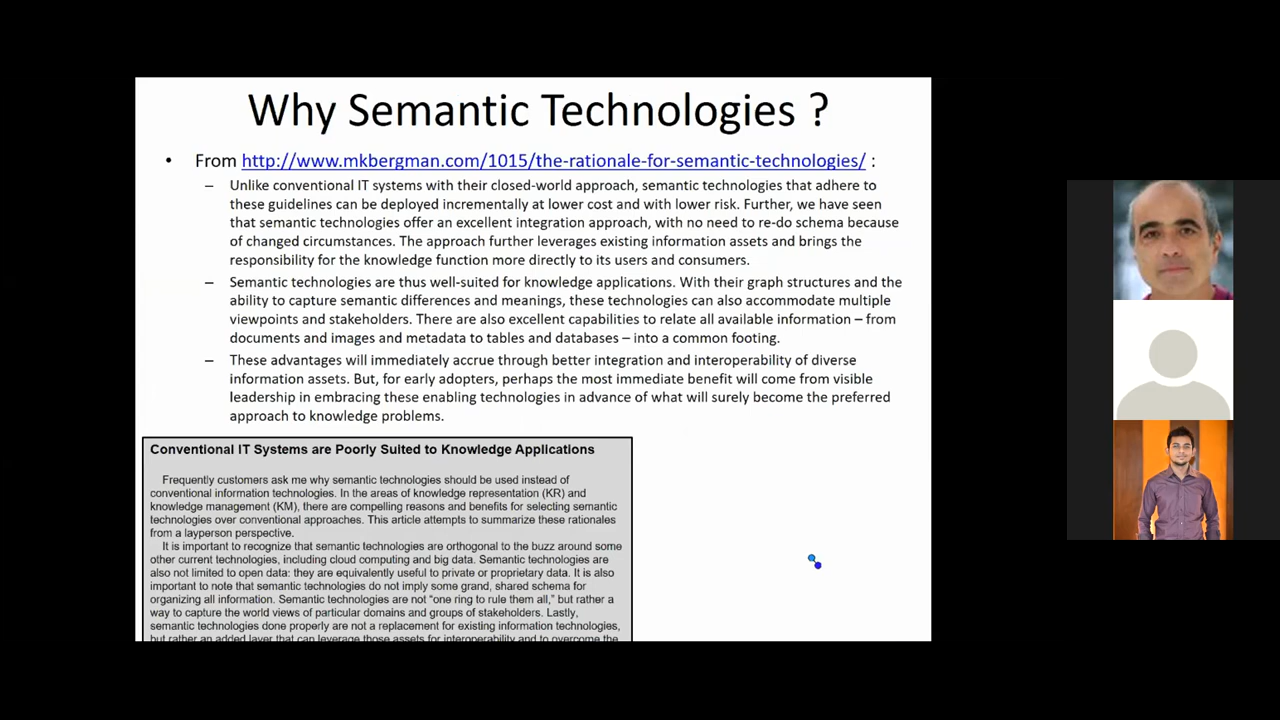 Why Semantic Technologies ?
• From http://www.mkbergman.com/1015/the-rationale-for-semantic-technologies/ :
– Unlike conventional IT systems with their closed-world approach, semantic technologies that adhere to
these guidelines can be deployed incrementally at lower cost and with lower risk. Further, we have seen
that semantic technologies offer an excellent integration approach, with no need to re-do schema because
of changed circumstances. The approach further leverages existing information assets and brings the
responsibility for the knowledge function more directly to its users and consumers.
– Semantic technologies are thus well-suited for knowledge applications. With their graph structures and the
ability to capture semantic differences and meanings, these technologies can also accommodate multiple
viewpoints and stakeholders. There are also excellent capabilities to relate all available information – from
documents and images and metadata to tables and databases – into a common footing.
– These advantages will immediately accrue through better integration and interoperability of diverse
information assets. But, for early adopters, perhaps the most immediate benefit will come from visible
leadership in embracing these enabling technologies in advance of what will surely become the preferred
approach to knowledge problems.
Conventional IT Systems are Poorly Suited to Knowledge Applications
Frequently customers ask me why semantic technologies should be used instead of
conventional information technologies. In the areas of knowledge representation (KR) and
knowledge management (KM), there are compelling reasons and benefits for selecting semantic
technologies over conventional approaches. This article attempts to summarize these rationales
from a layperson perspective.
It is important to recognize that semantic technologies are orthogonal to the buzz around some
other current technologies, including cloud computing and big data. Semantic technologies are
also not limited to open data: they are equivalently useful to private or proprietary data. It is also
important to note that semantic technologies do not imply some grand, shared schema for
organizing all information. Semantic technologies are not “one ring to rule them all,” but rather a
way to capture the world views of particular domains and groups of stakeholders. Lastly,
semantic technologies done properly are not a replacement for existing information technologies,
but rather an added layer that can leverage those assets for interoperability and to overcome the